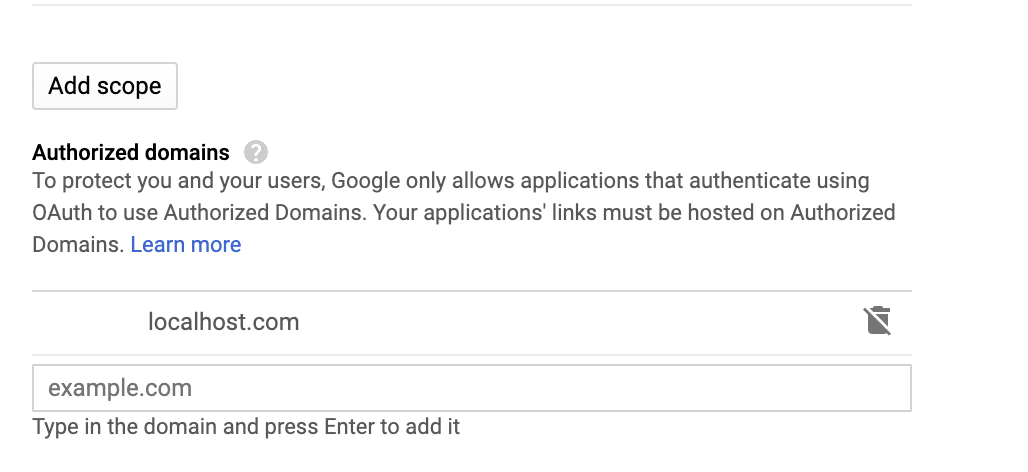 Add scope
Authorized domains ?
To protect you and your users, Google only allows applications that authenticate using
OAuth to use Authorized Domains. Your applications' links must be hosted on Authorized
Domains. Learn more
localhost.com
example.com
Type in the domain and press Enter to add it